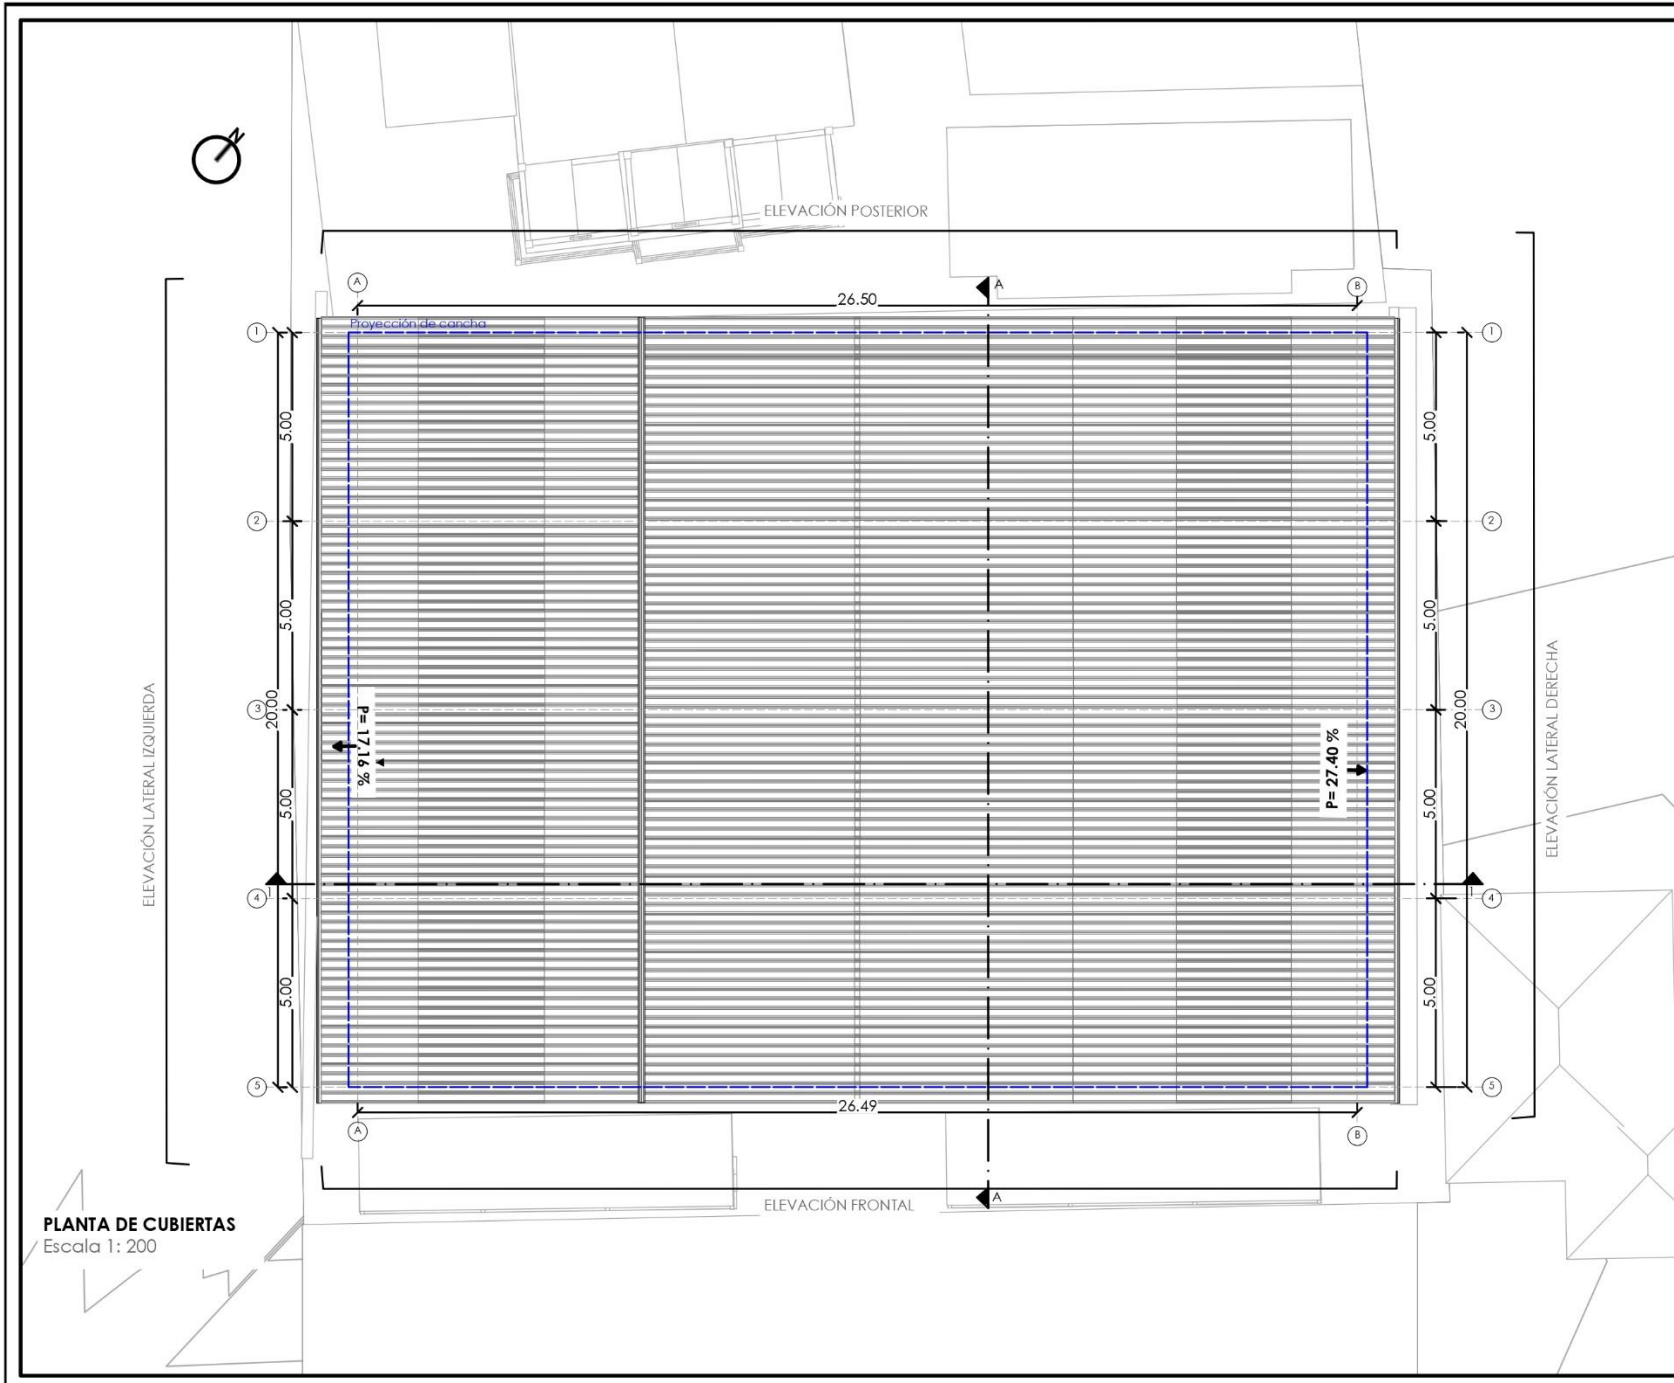 N
ELEVACIÓN POSTERIOR
A
A
B
26.50
Proyección de cancha
1
1
5.00
5.00
2
2
5.00
5.00
ELEVACIÓN LATERAL IZQUIERDA
ELEVACIÓN LATERAL DERECHA
3
20.00
20.00
3
P= 17.16 %
P= 27.40 %
5.00
5.00
1
1
4
4
5.00
5.00
5
5
26.49
A
B
A
ELEVACIÓN FRONTAL
PLANTA DE CUBIERTAS
Escala 1: 200